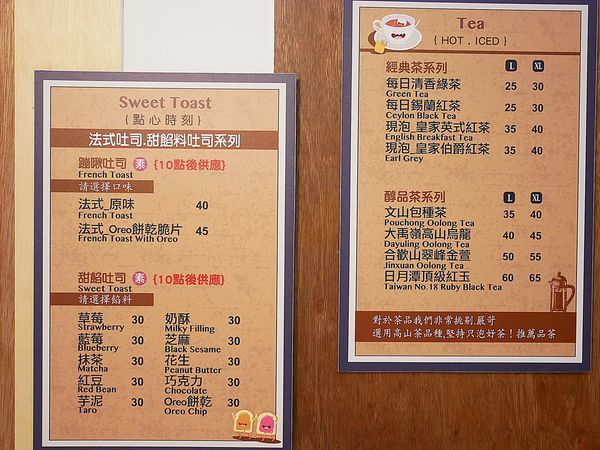 Sweet Toast
{點心時刻}
法式吐司.甜餡料吐司系列
蹦啾吐司 素 {10點後供應}
French Toast
請選擇口味
法式_原味 40
French Toast
法式_Oreo餅乾脆片 45
French Toast With Oreo
甜餡吐司 素 {10點後供應}
Sweet Toast
請選擇餡料
草莓 30 奶酥 30
Strawberry Milky Filling
藍莓 30 芝麻 30
Blueberry Black Sesame
抹茶 30 花生 30
Matcha Peanut Butter
紅豆 30 巧克力 30
Red Bean Chocolate
芋泥 30 Oreo餅乾 30
Taro Oreo Chip
Tea
{HOT . ICED}
經典茶系列 L XL
每日清香綠茶 25 30
Green Tea
每日錫蘭紅茶 25 30
Ceylon Black Tea
現泡_皇家英式紅茶 35 40
English Breakfast Tea
現泡_皇家伯爵紅茶 35 40
Earl Grey
醇品茶系列 L XL
文山包種茶 35 40
Pouchong Oolong Tea
大禹嶺高山烏龍 40 45
Dayuling Oolong Tea
合歡山翠峰金萱 50 55
Jinxuan Oolong Tea
日月潭頂級紅玉 60 65
Taiwan No.18 Ruby Black Tea
對於茶品我們非常挑剔,嚴苛
選用高山茶品種,堅持只泡好茶!推薦品茶